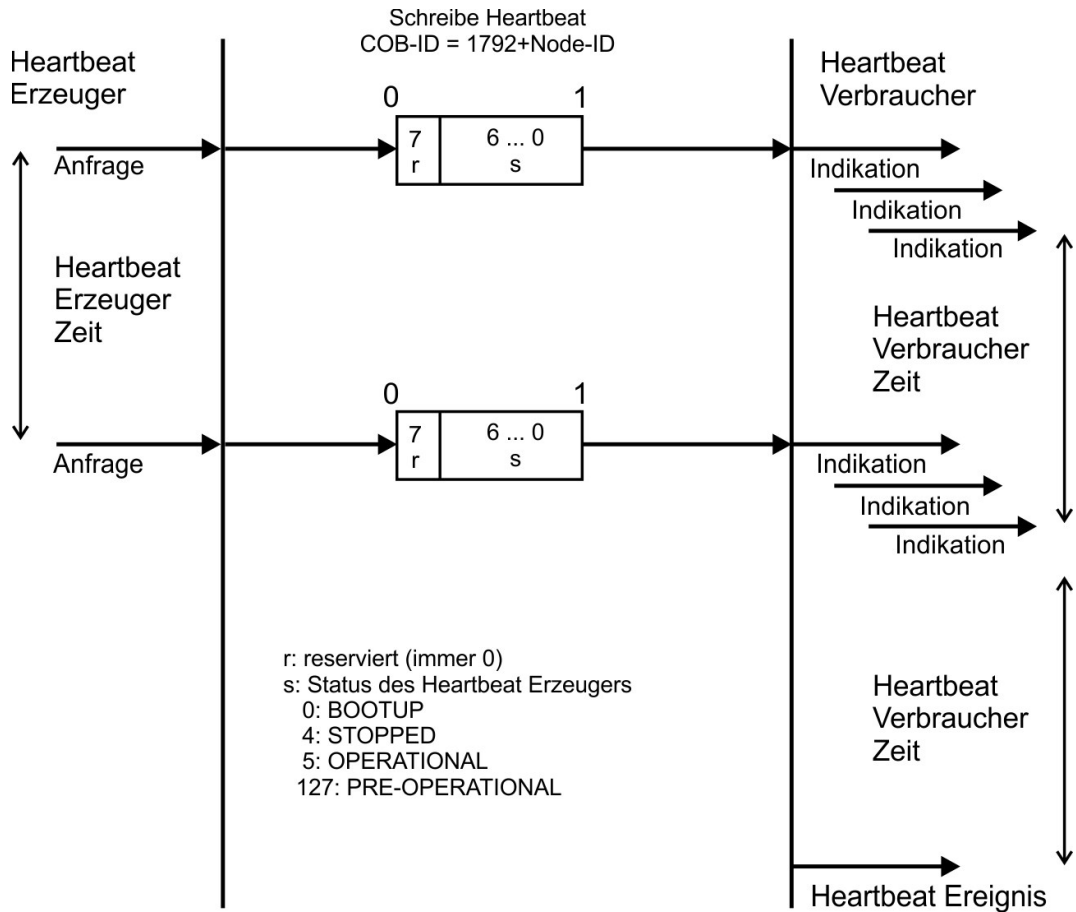 Schreibe Heartbeat
COB-ID = 1792+Node-ID
Heartbeat
Erzeuger
Heartbeat
Verbraucher
0
1
7
6 ... 0
r
s
Anfrage
Indikation
Indikation
Indikation
Heartbeat
Erzeuger
Zeit
Heartbeat
Verbraucher
Zeit
0
1
7
6 ... 0
r
s
Anfrage
Indikation
Indikation
Indikation
r: reserviert (immer 0)
s: Status des Heartbeat Erzeugers
0: BOOTUP
4: STOPPED
5: OPERATIONAL
127: PRE-OPERATIONAL
Heartbeat
Verbraucher
Zeit
Heartbeat Ereignis